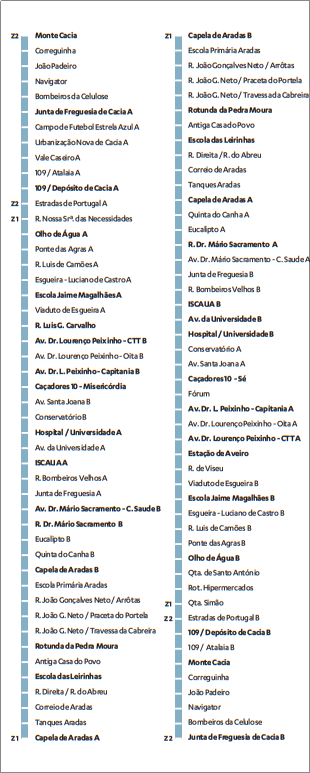 Z2 Monte Cacia
Correguinha
João Padeiro
Navigator
Bombeiros da Celulose
Junta de Freguesia de Cacia A
Campo de Futebol Estrela Azul A
Urbanização Nova de Cacia A
Vale Caseiro A
109 / Atalaia A
109 / Depósito de Cacia A
Z2 Estradas de Portugal A
Z1 R. Nossa Srª. das Necessidades
Olho de Água A
Ponte das Agras A
R. Luis de Camões A
Esgueira - Luciano de Castro A
Escola Jaime Magalhães A
Viaduto de Esgueira A
R. Luis G. Carvalho
Av. Dr. Lourenço Peixinho - CTT B
Av. Dr. Lourenço Peixinho - Oita B
Av. Dr. L. Peixinho - Capitania B
Caçadores 10 - Misericórdia
Av. Santa Joana B
Conservatório B
Hospital / Universidade A
Av. da Universidade A
ISCAUA A
R. Bombeiros Velhos A
Junta de Freguesia A
Av. Dr. Mário Sacramento - C. Saude B
R. Dr. Mário Sacramento B
Eucalipto B
Quinta do Canha B
Capela de Aradas B
Escola Primária Aradas
R. João Gonçalves Neto / Arrôtas
R. João G. Neto / Praceta do Portela
R. João G. Neto / Travessa da Cabreira
Rotunda da Pedra Moura
Antiga Casa do Povo
Escola das Leirinhas
R. Direita / R. do Abreu
Correio de Aradas
Tanques Aradas
Z1 Capela de Aradas A
Z1 Capela de Aradas B
Escola Primária Aradas
R. João Gonçalves Neto / Arrôtas
R. João G. Neto / Praceta do Portela
R. João G. Neto / Travessa da Cabreira
Rotunda da Pedra Moura
Antiga Casa do Povo
Escola das Leirinhas
R. Direita / R. do Abreu
Correio de Aradas
Tanques Aradas
Capela de Aradas A
Quinta do Canha A
Eucalipto A
R. Dr. Mário Sacramento A
Av. Dr. Mário Sacramento - C. Saude A
Junta de Freguesia B
R. Bombeiros Velhos B
ISCAUA B
Av. da Universidade B
Hospital / Universidade B
Conservatório A
Av. Santa Joana A
Caçadores 10 - Sé
Fórum
Av. Dr. L. Peixinho - Capitania A
Av. Dr. Lourenço Peixinho - Oita A
Av. Dr. Lourenço Peixinho - CTT A
Estação de Aveiro
R. de Viseu
Viaduto de Esgueira B
Escola Jaime Magalhães B
Esgueira - Luciano de Castro B
R. Luis de Camões B
Ponte das Agras B
Olho de Água B
Qta. de Santo António
Rot. Hipermercados
Z1 Qta. Simão
Z2 Estradas de Portugal B
109 / Depósito de Cacia B
109 / Atalaia B
Monte Cacia
Correguinha
João Padeiro
Navigator
Bombeiros da Celulose
Z2 Junta de Freguesia de Cacia B